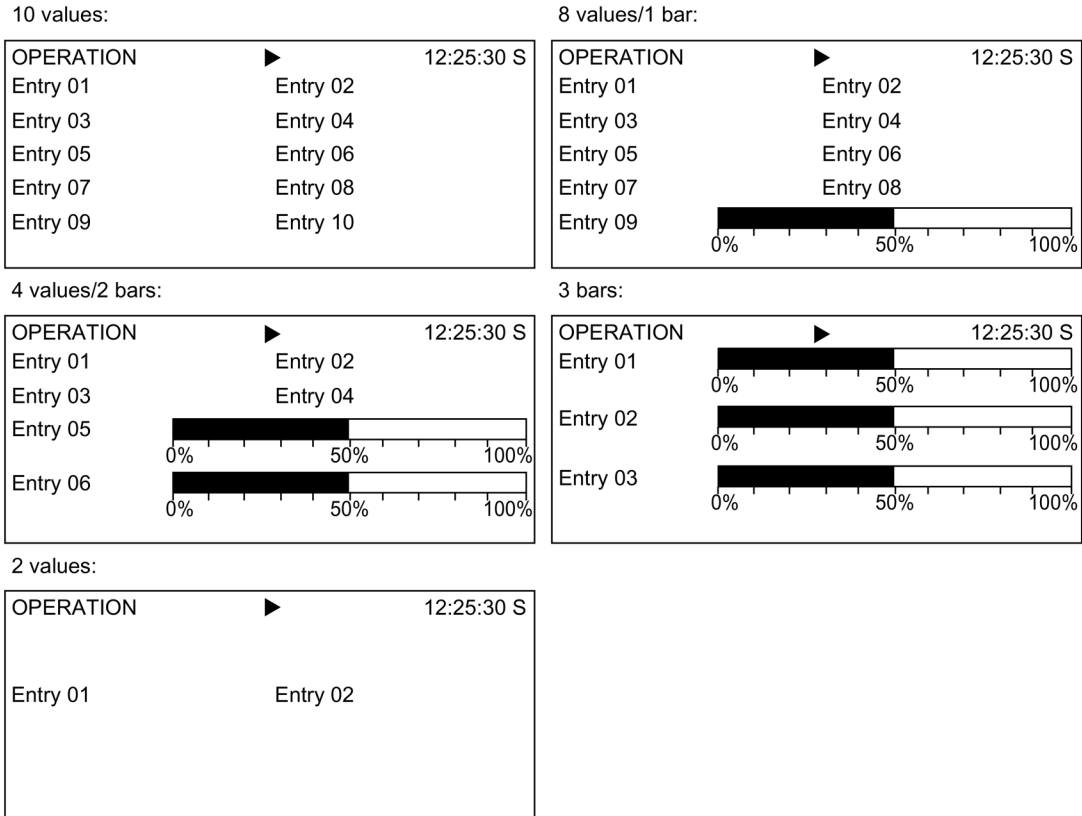 10 values:
OPERATION ▶ 12:25:30 S
Entry 01 Entry 02
Entry 03 Entry 04
Entry 05 Entry 06
Entry 07 Entry 08
Entry 09 Entry 10
8 values/1 bar:
OPERATION ▶ 12:25:30 S
Entry 01 Entry 02
Entry 03 Entry 04
Entry 05 Entry 06
Entry 07 Entry 08
Entry 09
0% 50% 100%
4 values/2 bars:
OPERATION ▶ 12:25:30 S
Entry 01 Entry 02
Entry 03 Entry 04
Entry 05
0% 50% 100%
Entry 06
0% 50% 100%
3 bars:
OPERATION ▶ 12:25:30 S
Entry 01
0% 50% 100%
Entry 02
0% 50% 100%
Entry 03
0% 50% 100%
2 values:
OPERATION ▶ 12:25:30 S
Entry 01 Entry 02